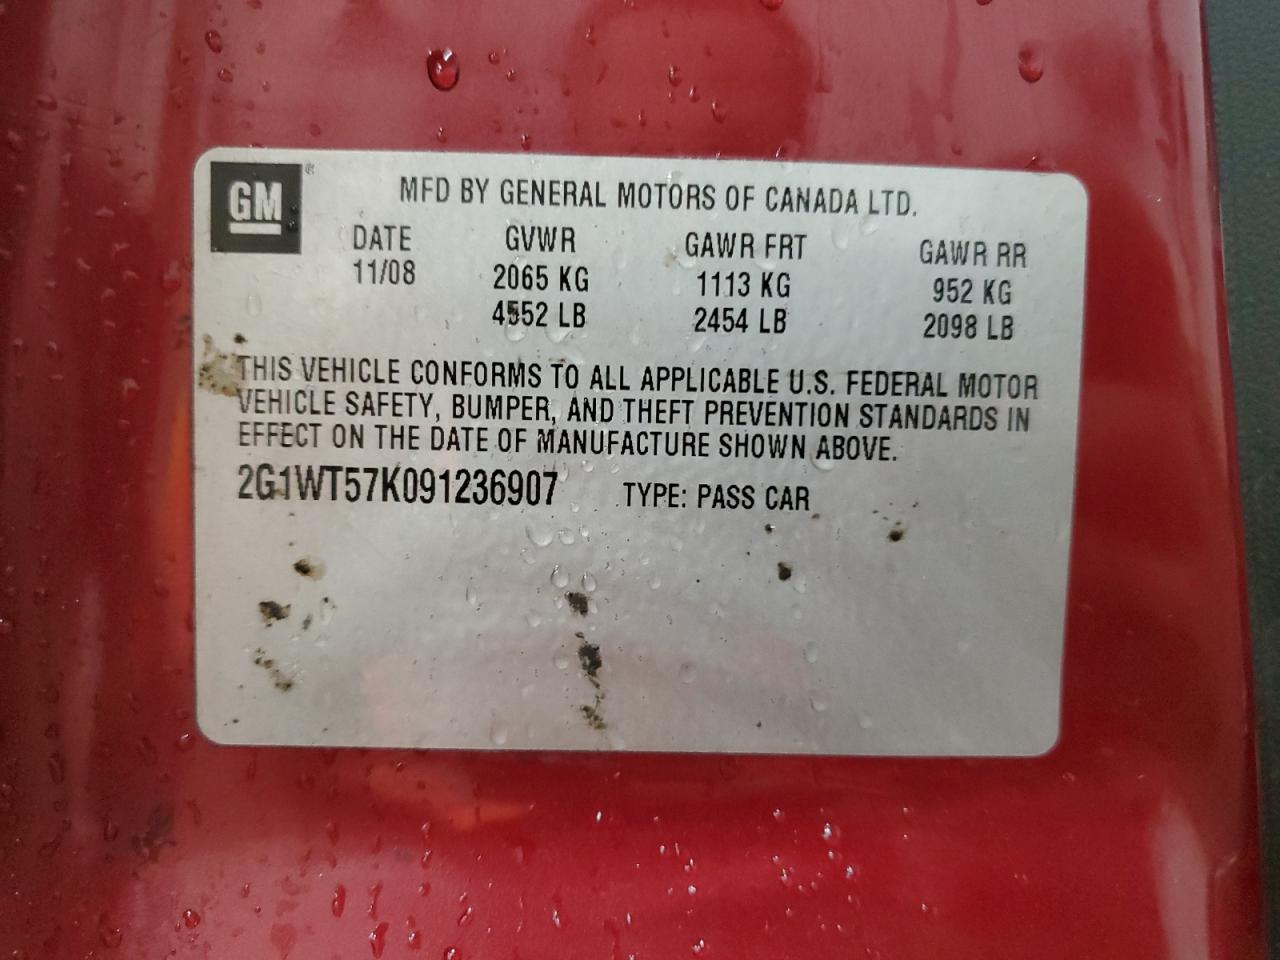 GM ®
MFD BY GENERAL MOTORS OF CANADA LTD.
DATE GVWR GAWR FRT GAWR RR
11/08 2065 KG 1113 KG 952 KG
4552 LB 2454 LB 2098 LB
THIS VEHICLE CONFORMS TO ALL APPLICABLE U.S. FEDERAL MOTOR
VEHICLE SAFETY, BUMPER, AND THEFT PREVENTION STANDARDS IN
EFFECT ON THE DATE OF MANUFACTURE SHOWN ABOVE.
2G1WT57K091236907 TYPE: PASS CAR